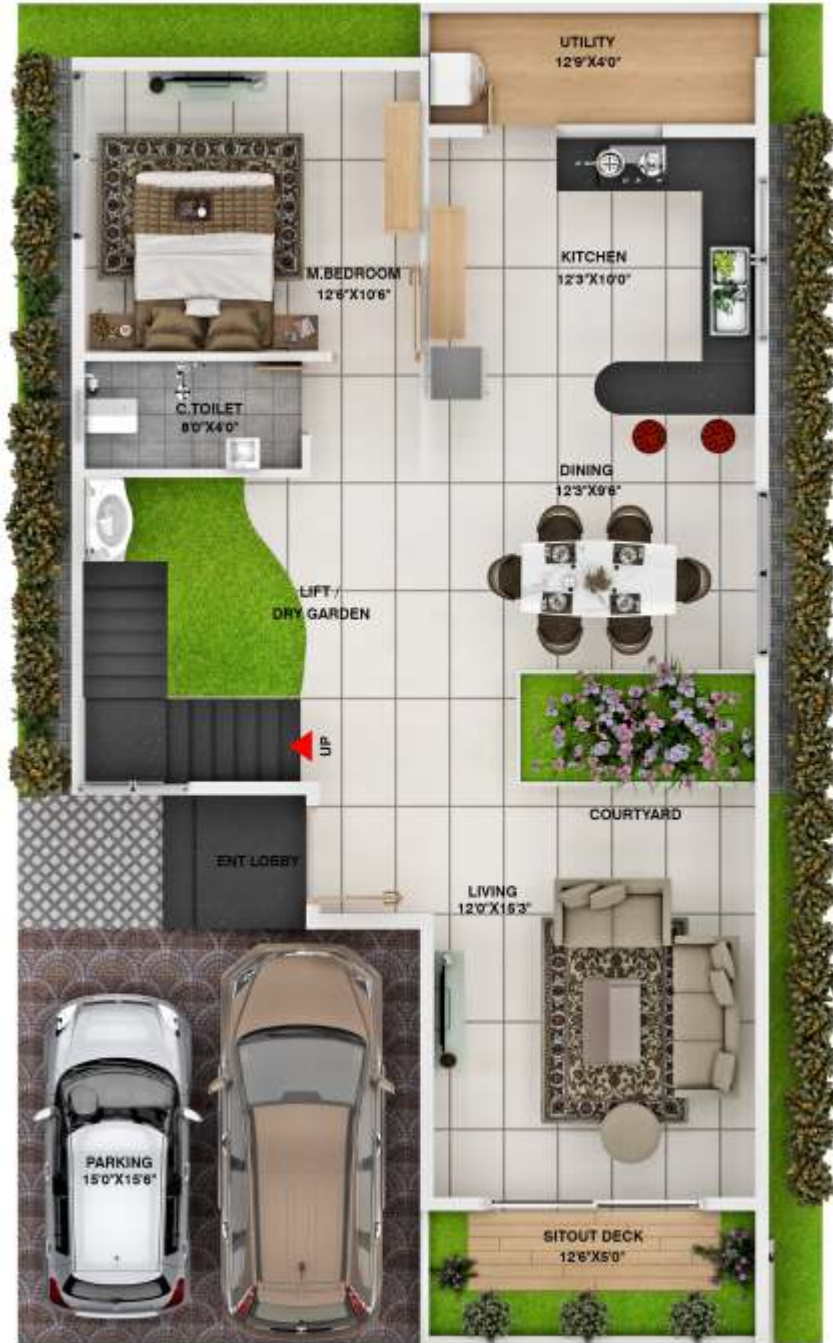 UTILITY
12'9"X4'0"
M.BEDROOM
12'6"X10'6"
KITCHEN
12'3"X10'0"
C.TOILET
8'0"X4'0"
DINING
12'3"X9'6"
LIFT /
DRY GARDEN
UP
COURTYARD
ENT LOBBY
LIVING
12'0"X15'3"
PARKING
15'0"X15'6"
SITOUT DECK
12'6"X5'0"